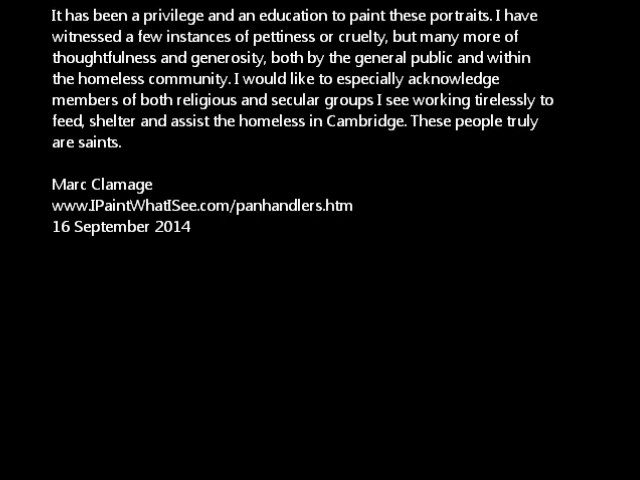 It has been a privilege and an education to paint these portraits. I have
witnessed a few instances of pettiness or cruelty, but many more of
thoughtfulness and generosity, both by the general public and within
the homeless community. I would like to especially acknowledge
members of both religious and secular groups I see working tirelessly to
feed, shelter and assist the homeless in Cambridge. These people truly
are saints.

Marc Clamage
www.IPaintWhatISee.com/panhandlers.htm
16 September 2014